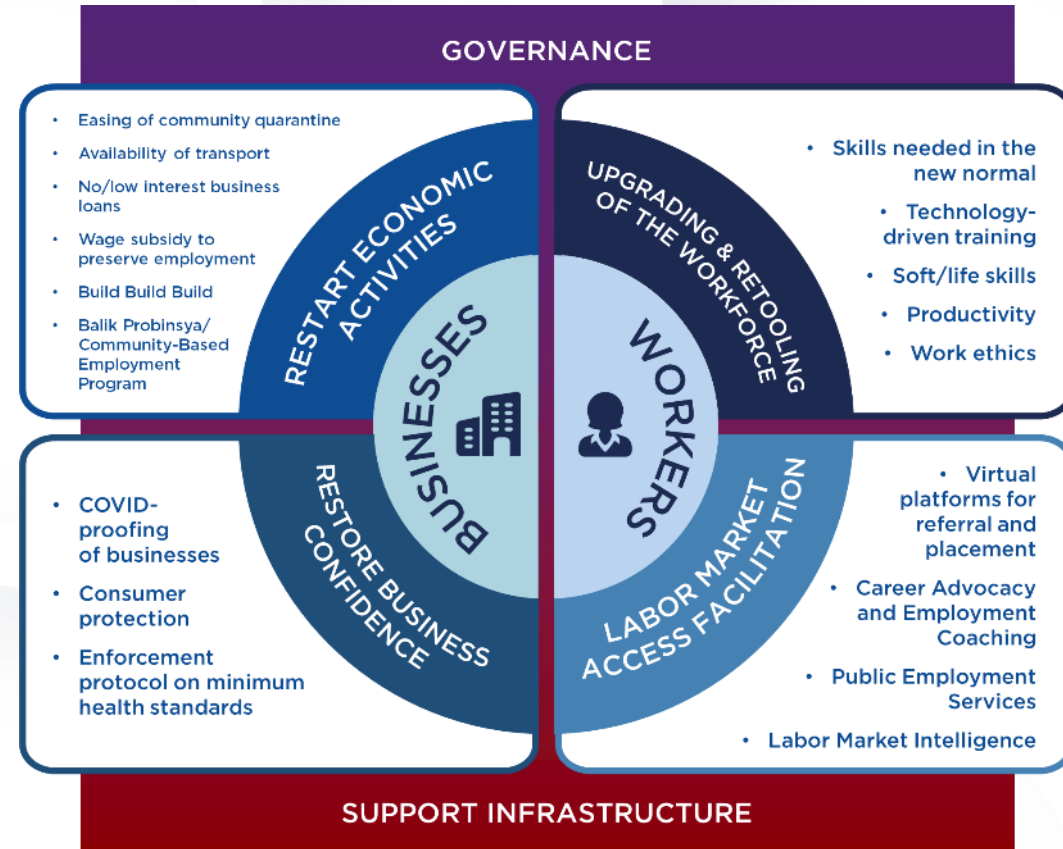 GOVERNANCE
• Easing of community quarantine
• Availability of transport
• No/low interest business
loans
• Wage subsidy to
preserve employment
• Build Build Build
• Balik Probinsya/
Community-Based
Employment
Program
RESTART ECONOMIC
ACTIVITIES
BUSINESSES
UPGRADING & RETOOLING
OF THE WORKFORCE
WORKERS
• Skills needed in the
new normal
• Technology-
driven training
• Soft/life skills
• Productivity
• Work ethics
• COVID-
proofing
of businesses
• Consumer
protection
• Enforcement
protocol on minimum
health standards
RESTORE BUSINESS
CONFIDENCE
LABOR MARKET
ACCESS FACILITATION
• Virtual
platforms for
referral and
placement
• Career Advocacy
and Employment
Coaching
• Public Employment
Services
• Labor Market Intelligence
SUPPORT INFRASTRUCTURE